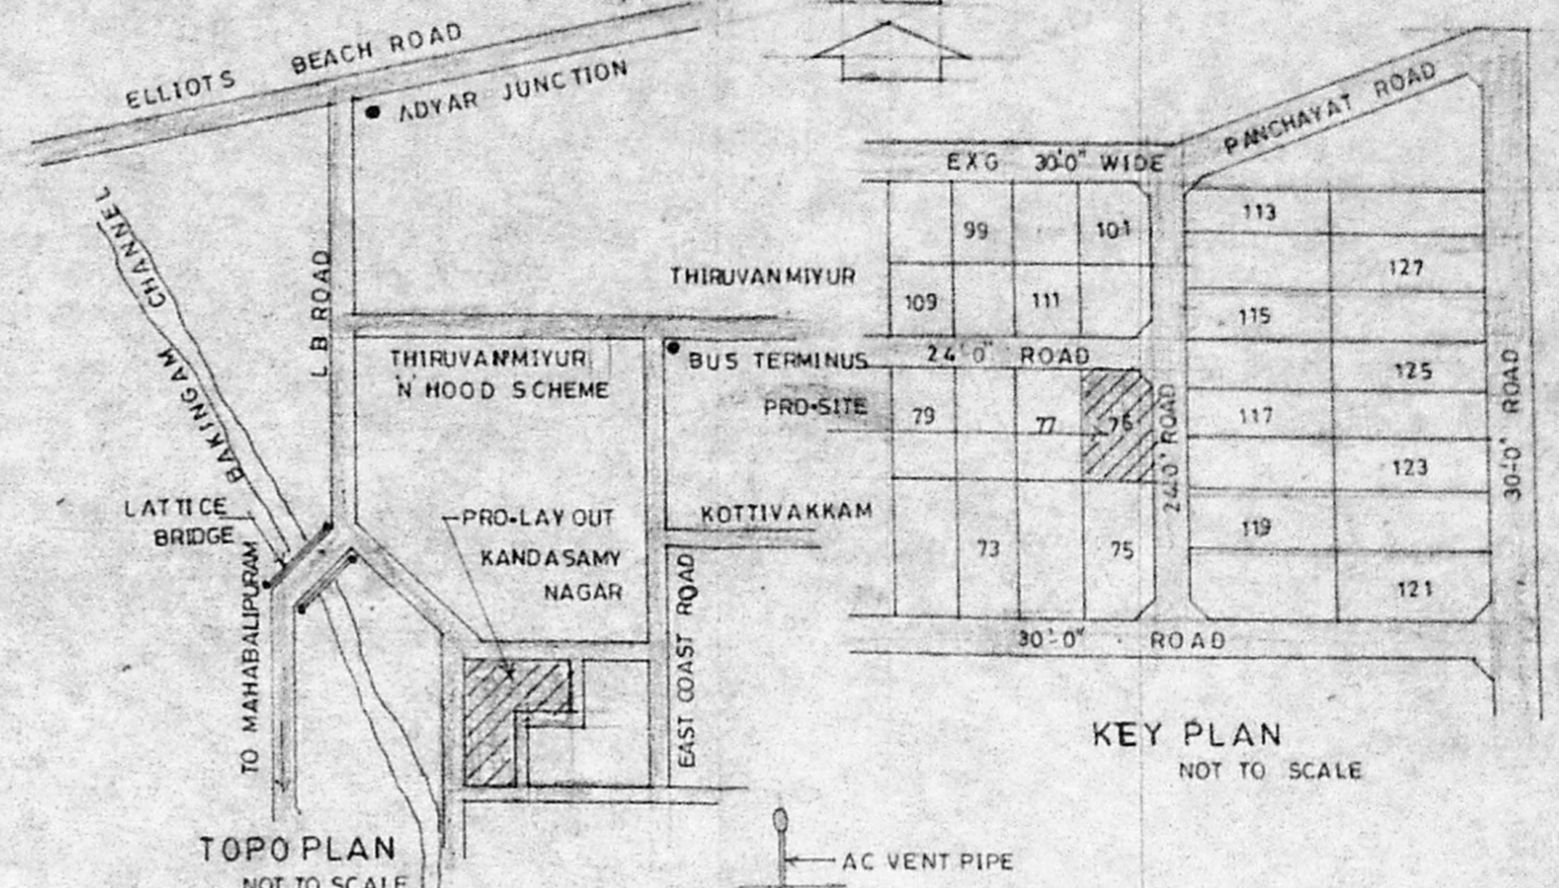 ELLIOTS BEACH ROAD
ADYAR JUNCTION
BAKINGAM CHANNEL
L B ROAD
THIRUVANMIYUR
THIRUVANMIYUR
'N' HOOD SCHEME
BUS TERMINUS
PRO-SITE
LATTICE
BRIDGE
PRO-LAY OUT
KANDASAMY
NAGAR
KOTTIVAKKAM
TO MAHABALIPURAM
EAST COAST ROAD
TOPO PLAN
NOT TO SCALE
EXG 30'-0" WIDE
PANCHAYAT ROAD
99
101
109
111
24'-0" ROAD
79
77
76
73
75
24'-0" ROAD
113
127
115
125
117
123
119
121
30'-0" ROAD
30'-0" ROAD
KEY PLAN
NOT TO SCALE
AC VENT PIPE